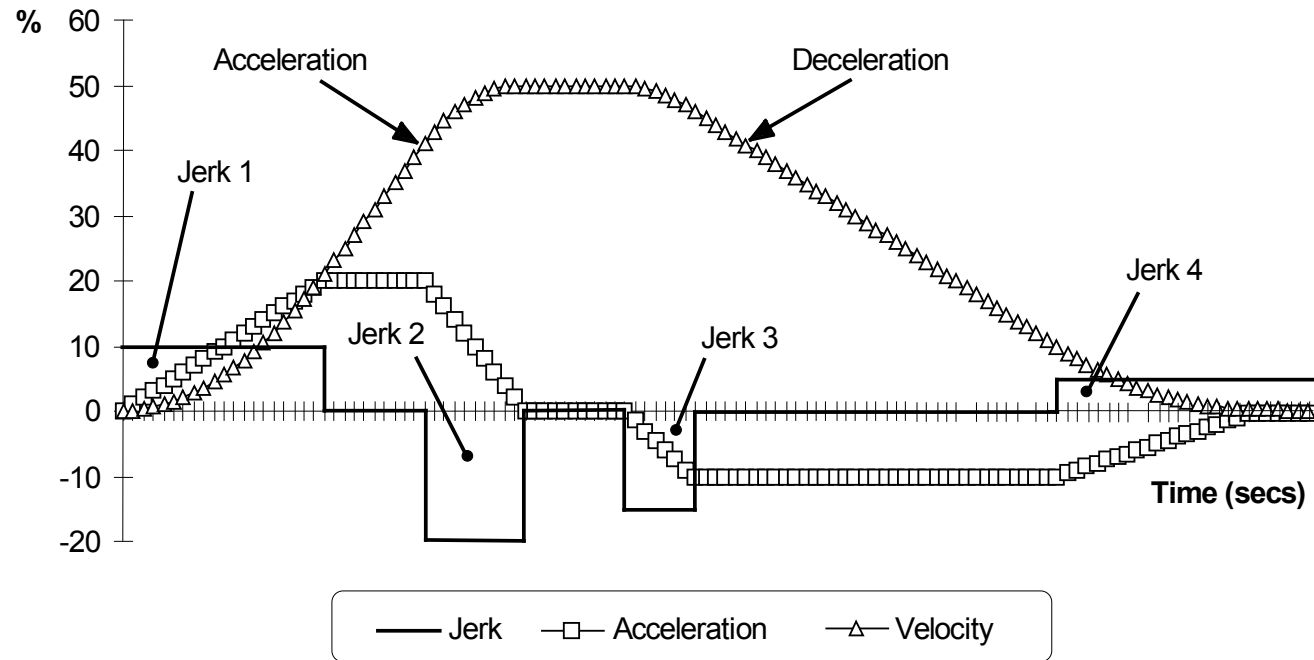 %
60
Acceleration
Deceleration
50
40
Jerk 1
30
20
Jerk 4
Jerk 2
Jerk 3
10
0
-10
Time (secs)
-20
Jerk Acceleration Velocity